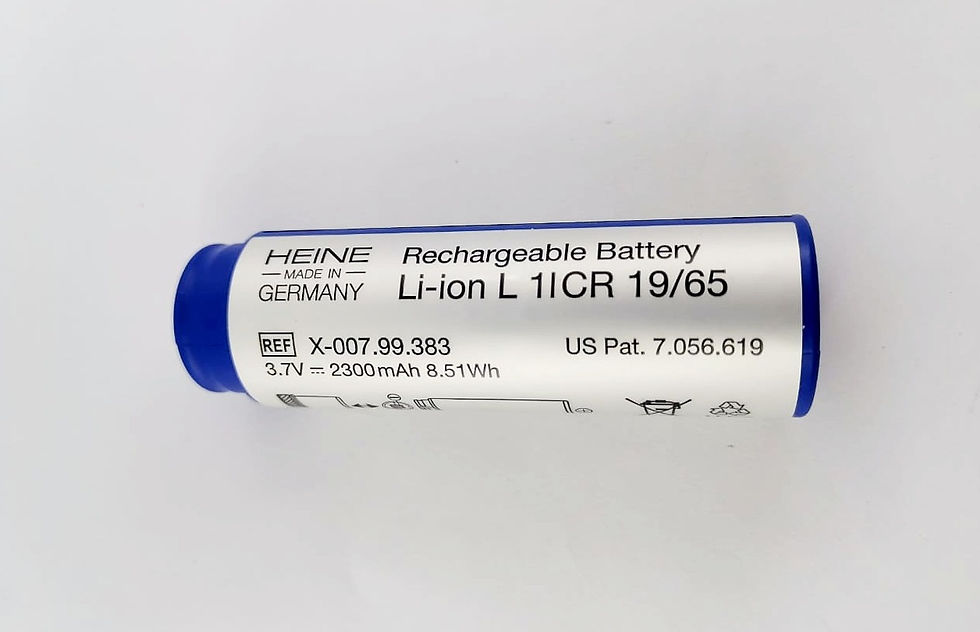 HEINE
MADE IN
GERMANY
Rechargeable Battery
Li-ion L 1ICR 19/65
REF X-007.99.383
US Pat. 7.056.619
3.7V ⎓ 2300mAh 8.51Wh